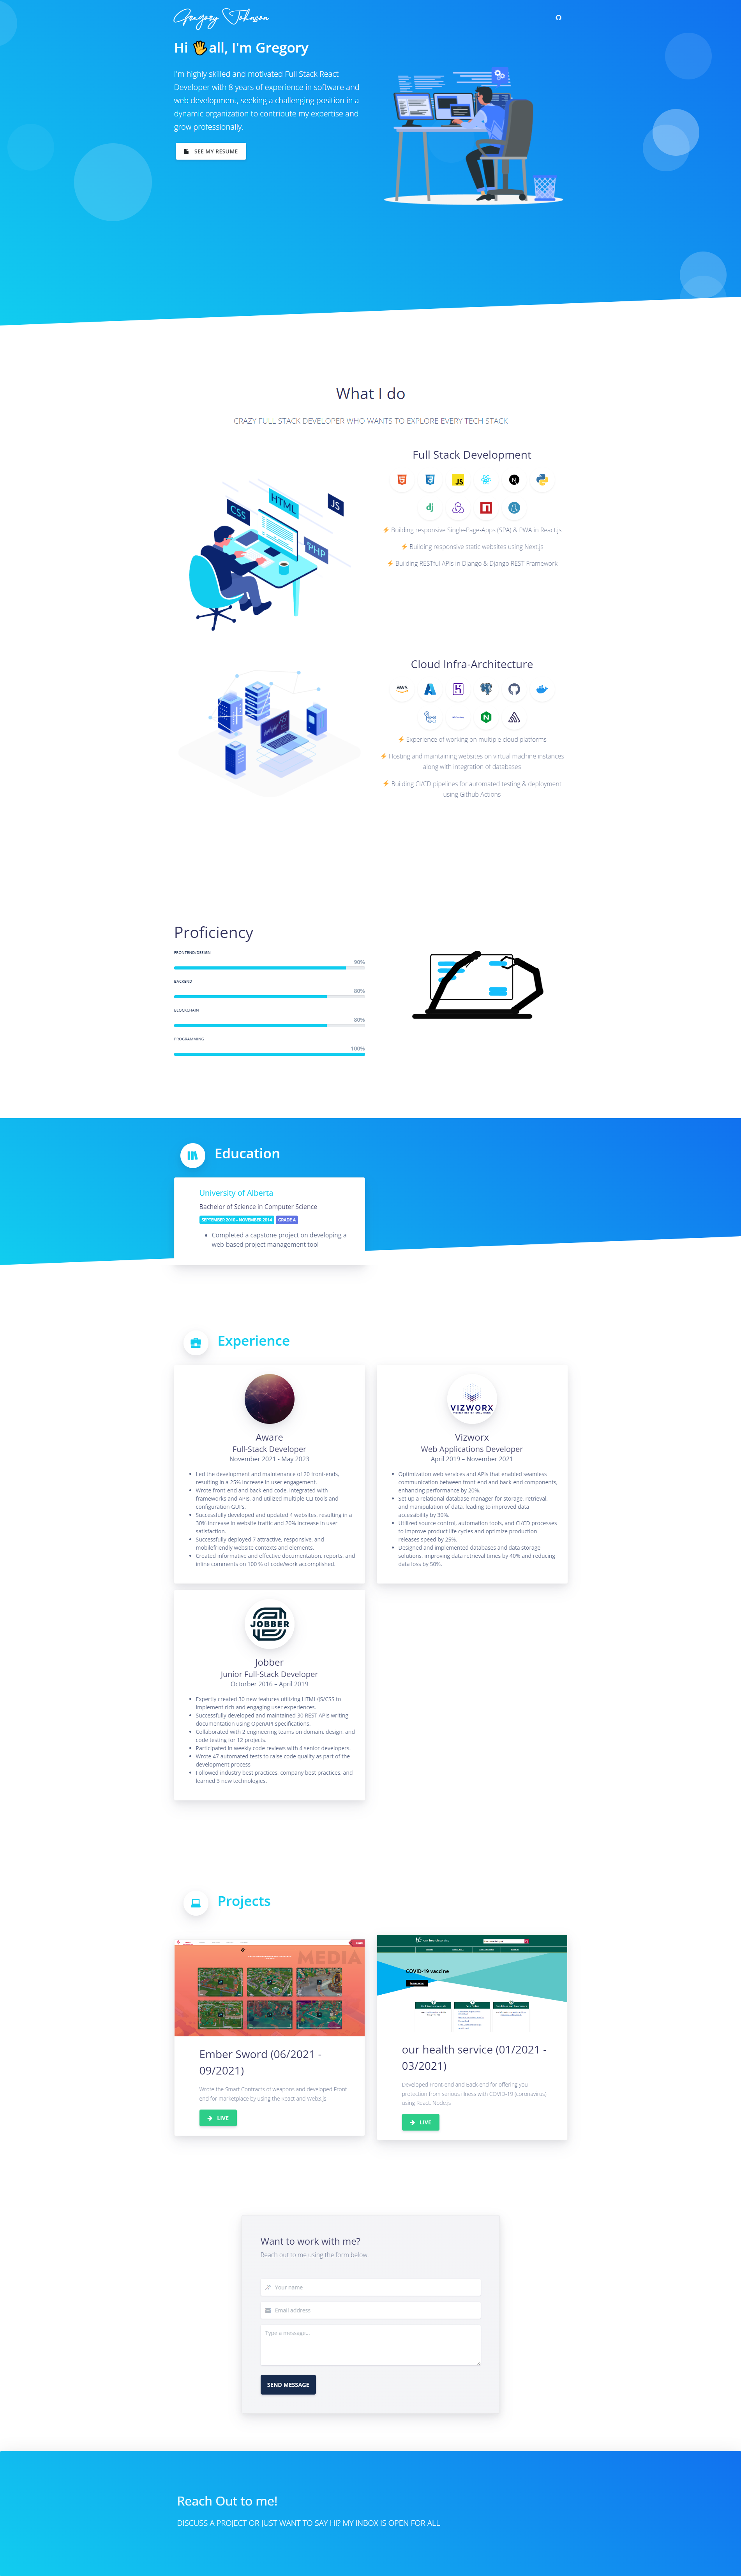 Gregory Johnson
Hi 🖐all, I'm Gregory
I'm highly skilled and motivated Full Stack React
Developer with 8 years of experience in software and
web development, seeking a challenging position in a
dynamic organization to contribute my expertise and
grow professionally.
SEE MY RESUME
What I do
CRAZY FULL STACK DEVELOPER WHO WANTS TO EXPLORE EVERY TECH STACK
CSS
HTML
JS
PHP
Full Stack Development
JS
N
dj
⚡ Building responsive Single-Page-Apps (SPA) & PWA in React.js
⚡ Building responsive static websites using Next.js
⚡ Building RESTful APIs in Django & Django REST Framework
Cloud Infra-Architecture
aws
⚡ Experience of working on multiple cloud platforms
⚡ Hosting and maintaining websites on virtual machine instances
along with integration of databases
⚡ Building CI/CD pipelines for automated testing & deployment
using Github Actions
Proficiency
FRONTEND/DESIGN
90%
BACKEND
80%
BLOCKCHAIN
80%
PROGRAMMING
100%
Education
University of Alberta
Bachelor of Science in Computer Science
SEPTEMBER 2010 - NOVEMBER 2014 GRADE A
Completed a capstone project on developing a
web-based project management tool
Experience
Aware
Full-Stack Developer
November 2021 - May 2023
Led the development and maintenance of 20 front-ends,
resulting in a 25% increase in user engagement.
Wrote front-end and back-end code, integrated with
frameworks and APIs, and utilized multiple CLI tools and
configuration GUI's.
Successfully developed and updated 4 websites, resulting in a
30% increase in website traffic and 20% increase in user
satisfaction.
Successfully deployed 7 attractive, responsive, and
mobilefriendly website contexts and elements.
Created informative and effective documentation, reports, and
inline comments on 100 % of code/work accomplished.
VIZWORX
Vizworx
Web Applications Developer
April 2019 – November 2021
Optimization web services and APIs that enabled seamless
communication between front-end and back-end components,
enhancing performance by 20%.
Set up a relational database manager for storage, retrieval,
and manipulation of data, leading to improved data
accessibility by 30%.
Utilized source control, automation tools, and CI/CD processes
to improve product life cycles and optimize production
releases speed by 25%.
Designed and implemented databases and data storage
solutions, improving data retrieval times by 40% and reducing
data loss by 50%.
JOBBER
Jobber
Junior Full-Stack Developer
Octorber 2016 – April 2019
Expertly created 30 new features utilizing HTML/JS/CSS to
implement rich and engaging user experiences,
Successfully developed and maintained 30 REST APIs writing
documentation using OpenAPI specifications.
Collaborated with 2 engineering teams on domain, design, and
code testing for 12 projects.
Participated in weekly code reviews with 4 senior developers,
Wrote 47 automated tests to raise code quality as part of the
development process
Followed industry best practices, company best practices, and
learned 3 new technologies.
Projects
MEDIA
Ember Sword (06/2021 -
09/2021)
Wrote the Smart Contracts of weapons and developed Front-
end for marketplace by using the React and Web3.js
LIVE
COVID-19 vaccine
our health service (01/2021 -
03/2021)
Developed Front-end and Back-end for offering you
protection from serious illness with COVID-19 (coronavirus)
using React, Node.js
LIVE
Want to work with me?
Reach out to me using the form below.
Your name
Email address
Type a message...
SEND MESSAGE
Reach Out to me!
DISCUSS A PROJECT OR JUST WANT TO SAY HI? MY INBOX IS OPEN FOR ALL